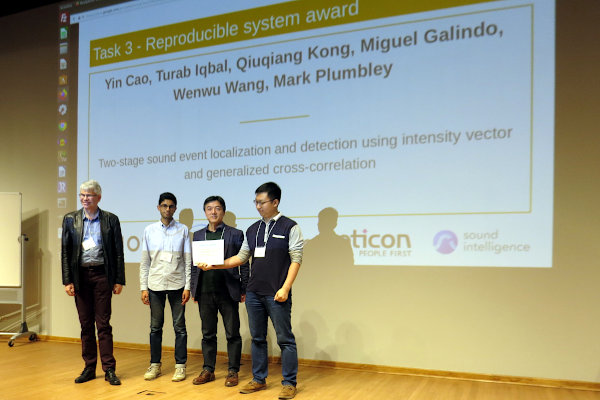 Task 3 - Reproducible system award
Yin Cao, Turab Iqbal, Qiuqiang Kong, Miguel Galindo,
Wenwu Wang, Mark Plumbley
Two-stage sound event localization and detection using intensity vector
and generalized cross-correlation
O
ticon
PEOPLE FIRST
sound
intelligence